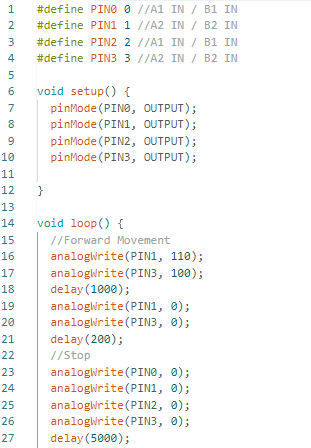 1 #define PIN0 0 //A1 IN / B1 IN
2 #define PIN1 1 //A2 IN / B2 IN
3 #define PIN2 2 //A1 IN / B1 IN
4 #define PIN3 3 //A2 IN / B2 IN
5
6 void setup() {
7   pinMode(PIN0, OUTPUT);
8   pinMode(PIN1, OUTPUT);
9   pinMode(PIN2, OUTPUT);
10   pinMode(PIN3, OUTPUT);
11
12 }
13
14 void loop() {
15   //Forward Movement
16   analogWrite(PIN1, 110);
17   analogWrite(PIN3, 100);
18   delay(1000);
19   analogWrite(PIN1, 0);
20   analogWrite(PIN3, 0);
21   delay(200);
22   //Stop
23   analogWrite(PIN0, 0);
24   analogWrite(PIN1, 0);
25   analogWrite(PIN2, 0);
26   analogWrite(PIN3, 0);
27   delay(5000);